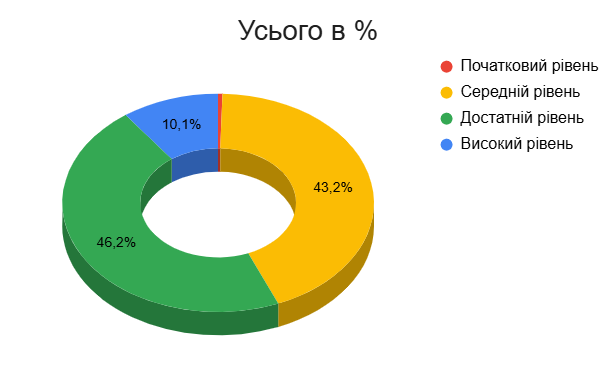 Усього в %
Початковий рівень
Середній рівень
Достатній рівень
Високий рівень
10,1%
43,2%
46,2%